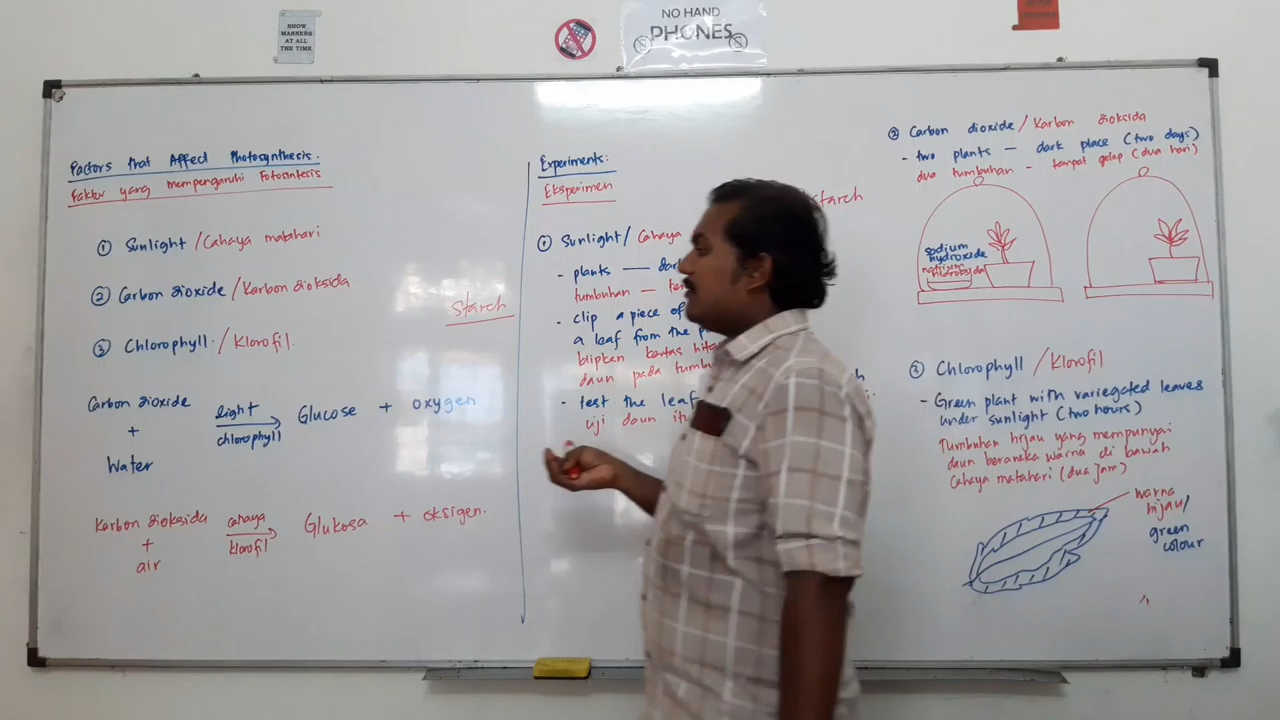 SHOW
MANNERS
AT ALL
THE TIME
NO HAND
PHONES
Factors that Affect Photosynthesis.
Faktor yang mempengaruhi Fotosintesis
① Sunlight / Cahaya matahari
② Carbon dioxide / Karbon dioksida
③ Chlorophyll / Klorofil.
Starch
Carbon dioxide
+
Water
light
chlorophyll
Glucose + oxygen
Karbon dioksida
+
air
cahaya
klorofil
Glukosa + oksigen.
Experiments:
Eksperimen
Starch
① Sunlight / Cahaya
- plants — dark
tumbuhan —
- clip a piece of
a leaf from the
klipkan kertas
daun pada
- test the leaf
uji daun
② Carbon dioxide / Karbon dioksida
- two plants — dark place (two days)
dua tumbuhan - tempat gelap (dua hari)
sodium
hydroxide
natrium
hidroksida
③ Chlorophyll / Klorofil
- Green plant with variegated leaves
under sunlight (two hours)
Tumbuhan hijau yang mempunyai
daun beraneka warna di bawah
Cahaya matahari (dua jam)
warna
hijau/
green
colour